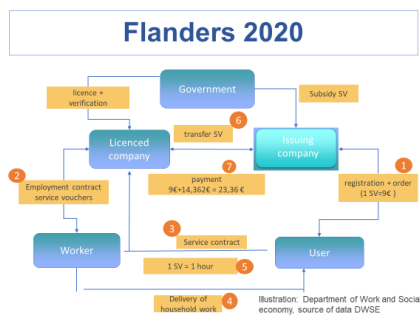 Flanders 2020
Government
licence +
verification
Subsidy SV
6
transfer SV
Licenced
company
Issuing
company
7
payment
9€+14,362€ = 23,36 €
1
registration + order
(1 SV=9€ )
2
Employment contract
service vouchers
3
Service contract
Worker
User
1 SV = 1 hour
5
Delivery of
household work
4
Illustration: Department of Work and Social
economy, source of data DWSE